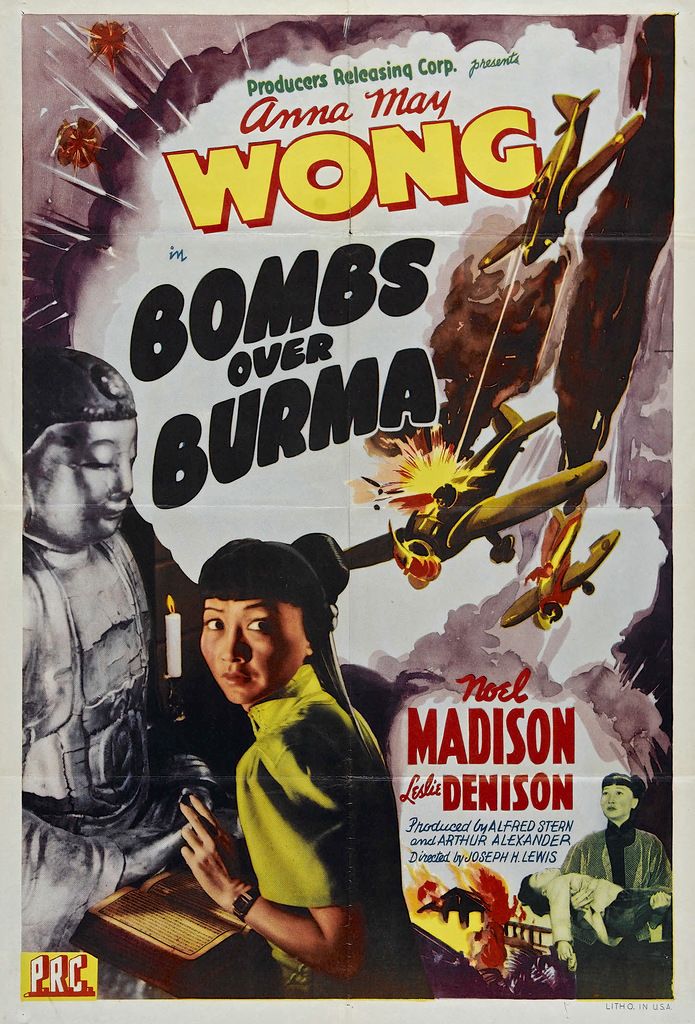 Producers Releasing Corp. presents
Anna May
WONG
in
BOMBS
OVER
BURMA
Noel
MADISON
Leslie DENISON
Produced by ALFRED STERN
and ARTHUR ALEXANDER
Directed by JOSEPH H. LEWIS
P.R.C.
LITHO. IN U.S.A.